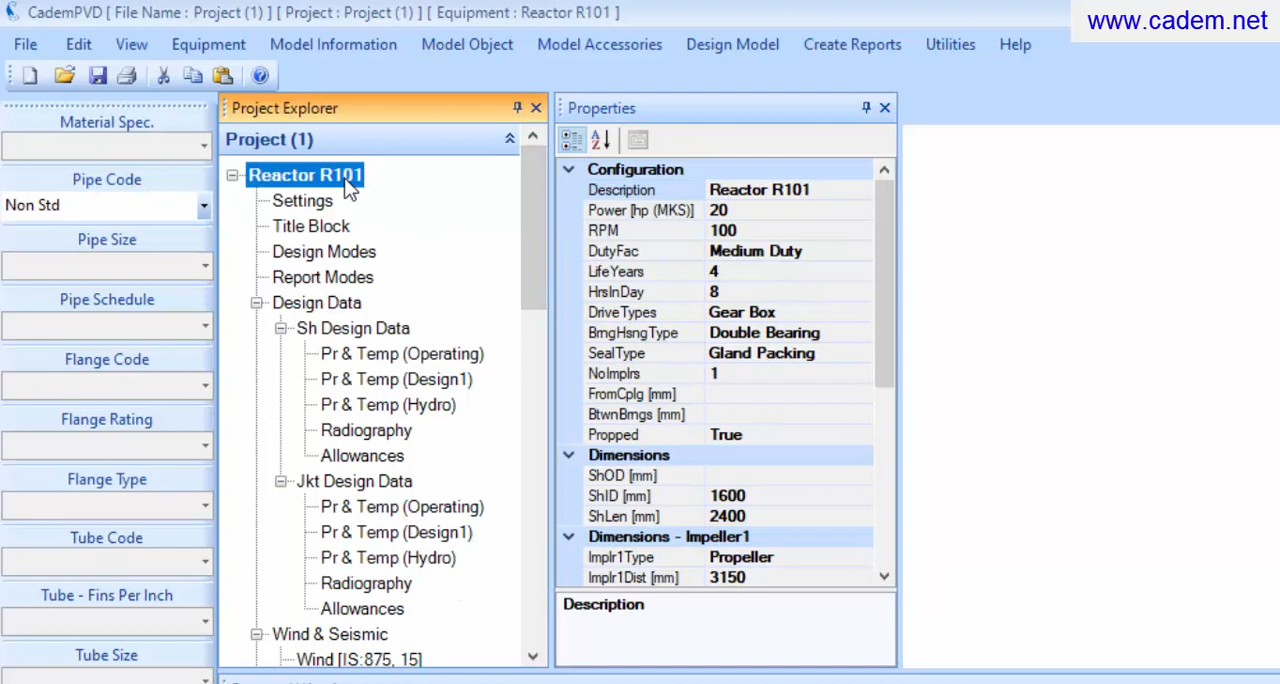 CademPVD [ File Name : Project (1) ] [ Project : Project (1) ] [ Equipment : Reactor R101 ]
www.cadem.net
File Edit View Equipment Model Information Model Object Model Accessories Design Model Create Reports Utilities Help
Material Spec.
Pipe Code
Non Std
Pipe Size
Pipe Schedule
Flange Code
Flange Rating
Flange Type
Tube Code
Tube - Fins Per Inch
Tube Size
Project Explorer
Project (1)
Reactor R101
Settings
Title Block
Design Modes
Report Modes
Design Data
Sh Design Data
Pr & Temp (Operating)
Pr & Temp (Design1)
Pr & Temp (Hydro)
Radiography
Allowances
Jkt Design Data
Pr & Temp (Operating)
Pr & Temp (Design1)
Pr & Temp (Hydro)
Radiography
Allowances
Wind & Seismic
Wind [IS:875, 15]
Properties
Configuration
Description Reactor R101
Power [hp (MKS)] 20
RPM 100
DutyFac Medium Duty
LifeYears 4
HrsInDay 8
DriveTypes Gear Box
BrngHsngType Double Bearing
SealType Gland Packing
NoImplrs 1
FromCplg [mm]
BtwnBrngs [mm]
Propped True
Dimensions
ShOD [mm]
ShID [mm] 1600
ShLen [mm] 2400
Dimensions - Impeller1
Implr1Type Propeller
Implr1Dist [mm] 3150
Description